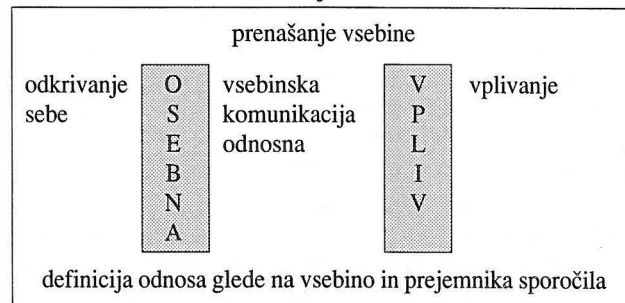 prenašanje vsebine
odkrivanje
sebe
O
S
E
B
N
A
vsebinska
komunikacija
odnosna
V
P
L
I
V
vplivanje
definicija odnosa glede na vsebino in prejemnika sporočila